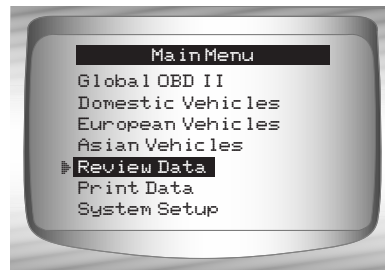 Main Menu
Global OBD II
Domestic Vehicles
European Vehicles
Asian Vehicles
Review Data
Print Data
System Setup